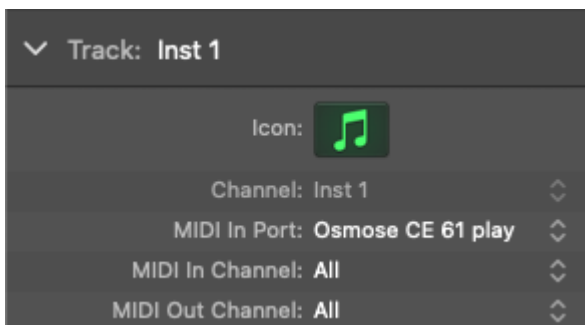 Track: Inst 1
Icon:
Channel: Inst 1
MIDI In Port: Osmose CE 61 play
MIDI In Channel: All
MIDI Out Channel: All